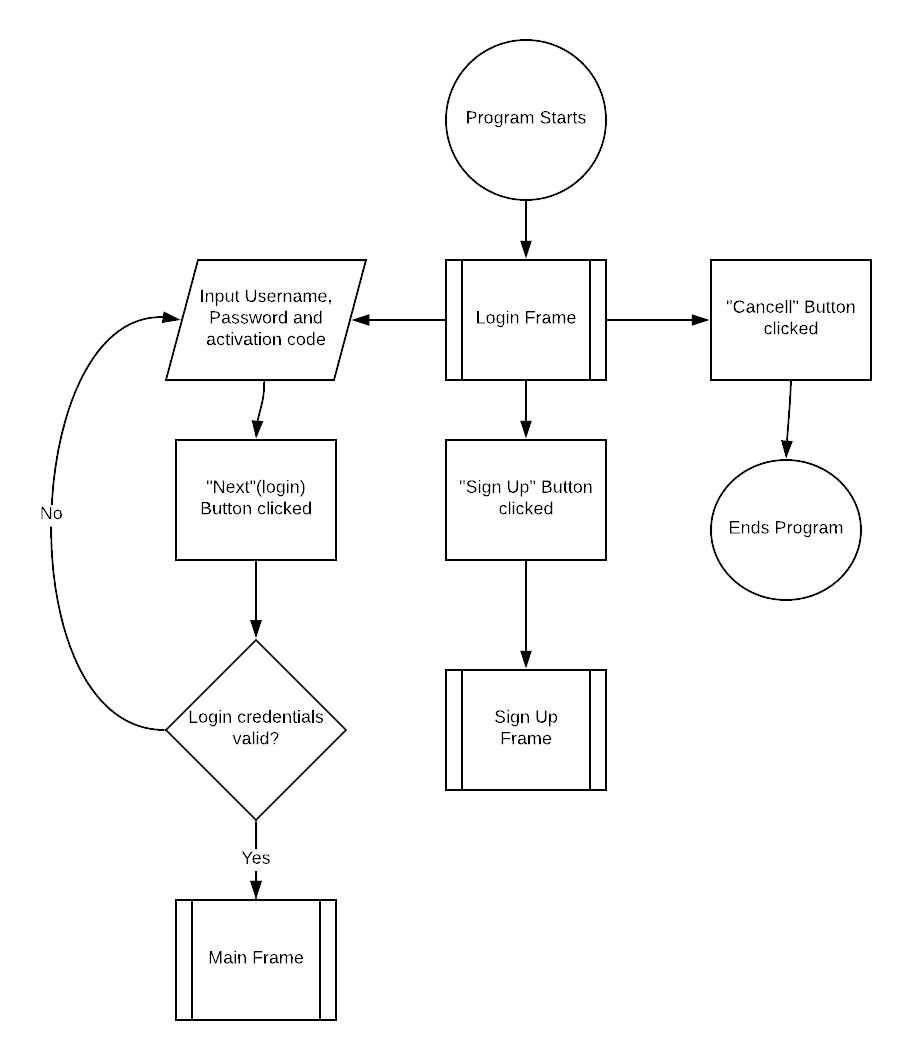 Program Starts
Input Username,
Password and
activation code
Login Frame
"Cancell" Button
clicked
"Next"(login)
Button clicked
"Sign Up" Button
clicked
Ends Program
No
Login credentials
valid?
Sign Up
Frame
Yes
Main Frame